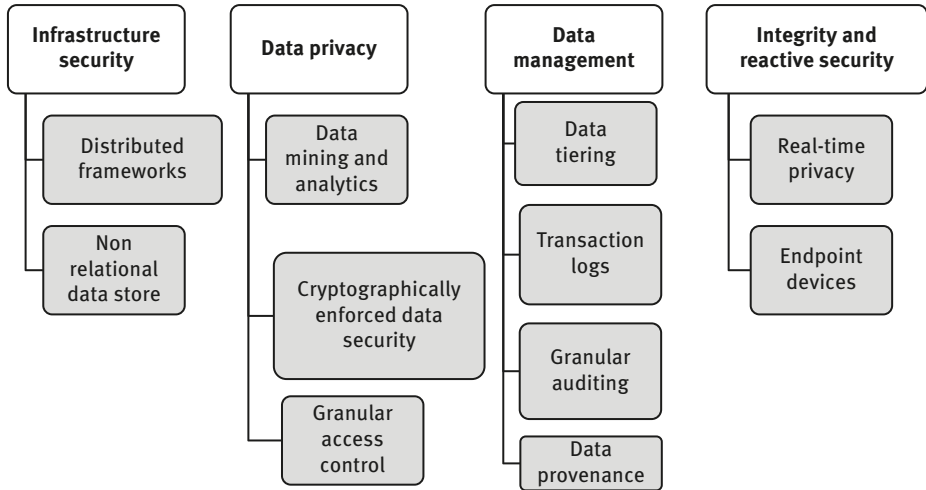 Infrastructure
security
Distributed
frameworks
Non
relational
data store
Data privacy
Data
mining and
analytics
Cryptographically
enforced data
security
Granular
access
control
Data
management
Data
tiering
Transaction
logs
Granular
auditing
Data
provenance
Integrity and
reactive security
Real-time
privacy
Endpoint
devices